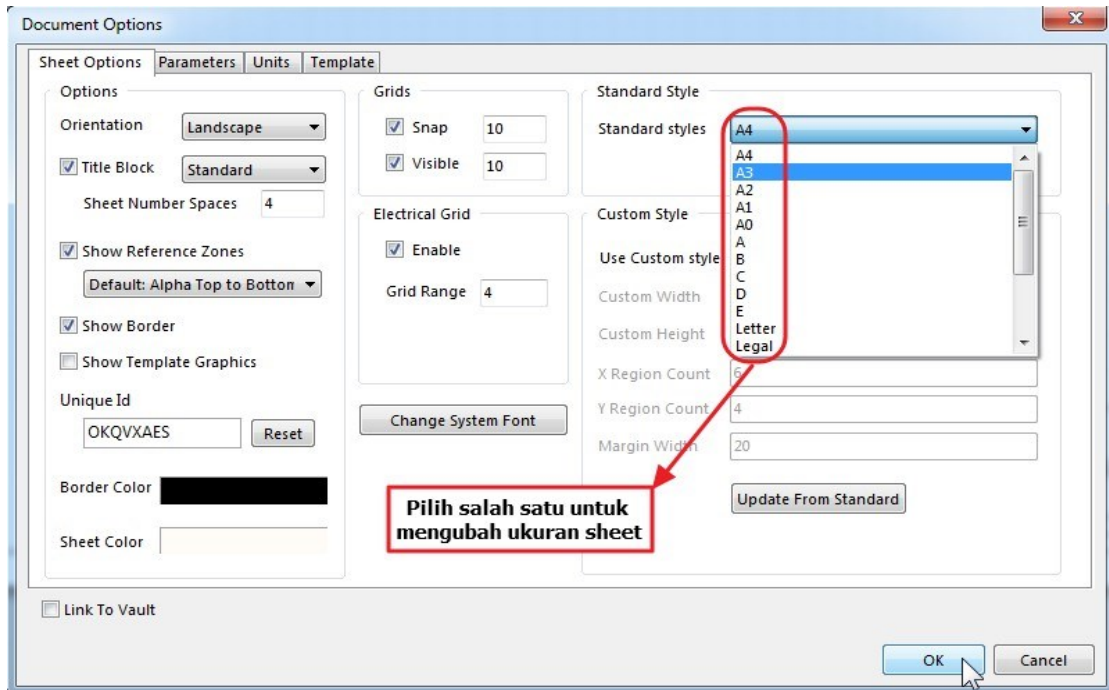 Document Options
Sheet Options Parameters Units Template
Options
Orientation Landscape
Title Block Standard
Sheet Number Spaces 4
Show Reference Zones
Default: Alpha Top to Botton
Show Border
Show Template Graphics
Unique Id
OKQVXAES Reset
Border Color
Sheet Color
Grids
Snap 10
Visible 10
Electrical Grid
Enable
Grid Range 4
Change System Font
Standard Style
Standard styles A4
A4
A3
A2
A1
A0
A
B
C
D
E
Letter
Legal
Custom Style
Use Custom style
Custom Width
Custom Height
X Region Count 6
Y Region Count 4
Margin Width 20
Update From Standard
Pilih salah satu untuk
mengubah ukuran sheet
Link To Vault
OK Cancel